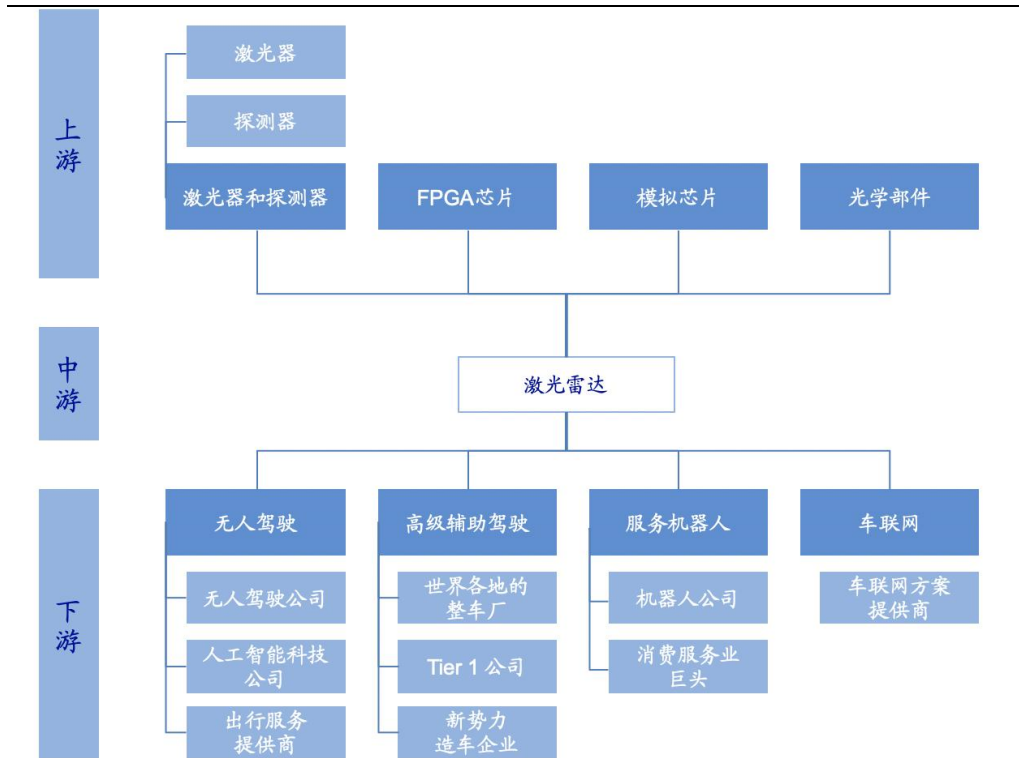 上游
激光器
探测器
激光器和探测器
FPGA芯片
模拟芯片
光学部件
中游
激光雷达
下游
无人驾驶
高级辅助驾驶
服务机器人
车联网
无人驾驶公司
世界各地的
整车厂
机器人公司
车联网方案
提供商
人工智能科技
公司
Tier 1 公司
消费服务业
巨头
出行服务
提供商
新势力
造车企业